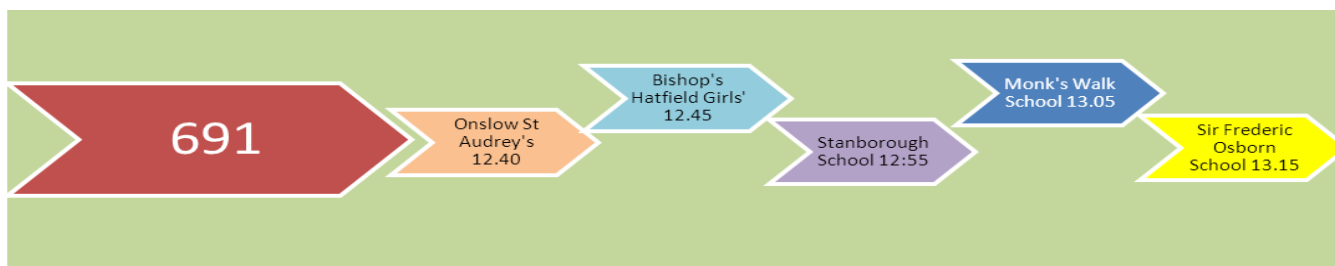 691
Onslow St
Audrey's
12.40
Bishop's
Hatfield Girls'
12.45
Stanborough
School 12:55
Monk's Walk
School 13.05
Sir Frederic
Osborn
School 13.15